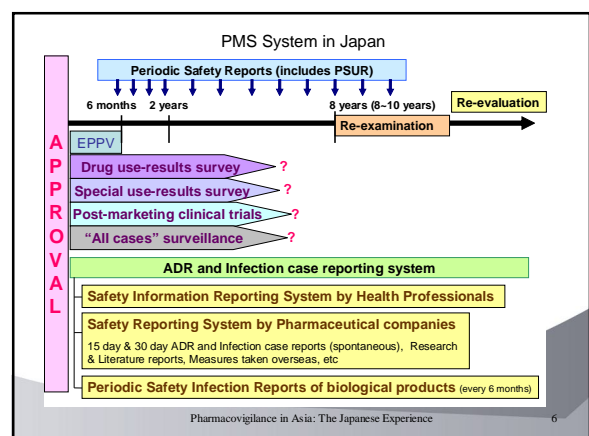 PMS System in Japan
Periodic Safety Reports (includes PSUR)
6 months
2 years
8 years (8~10 years)
Re-evaluation
Re-examination
APPROVAL
EPPV
Drug use-results survey
?
Special use-results survey
?
Post-marketing clinical trials
?
“All cases” surveillance
?
ADR and Infection case reporting system
Safety Information Reporting System by Health Professionals
Safety Reporting System by Pharmaceutical companies
15 day & 30 day ADR and Infection case reports (spontaneous), Research
& Literature reports, Measures taken overseas, etc
Periodic Safety Infection Reports of biological products (every 6 months)
Pharmacovigilance in Asia: The Japanese Experience
6